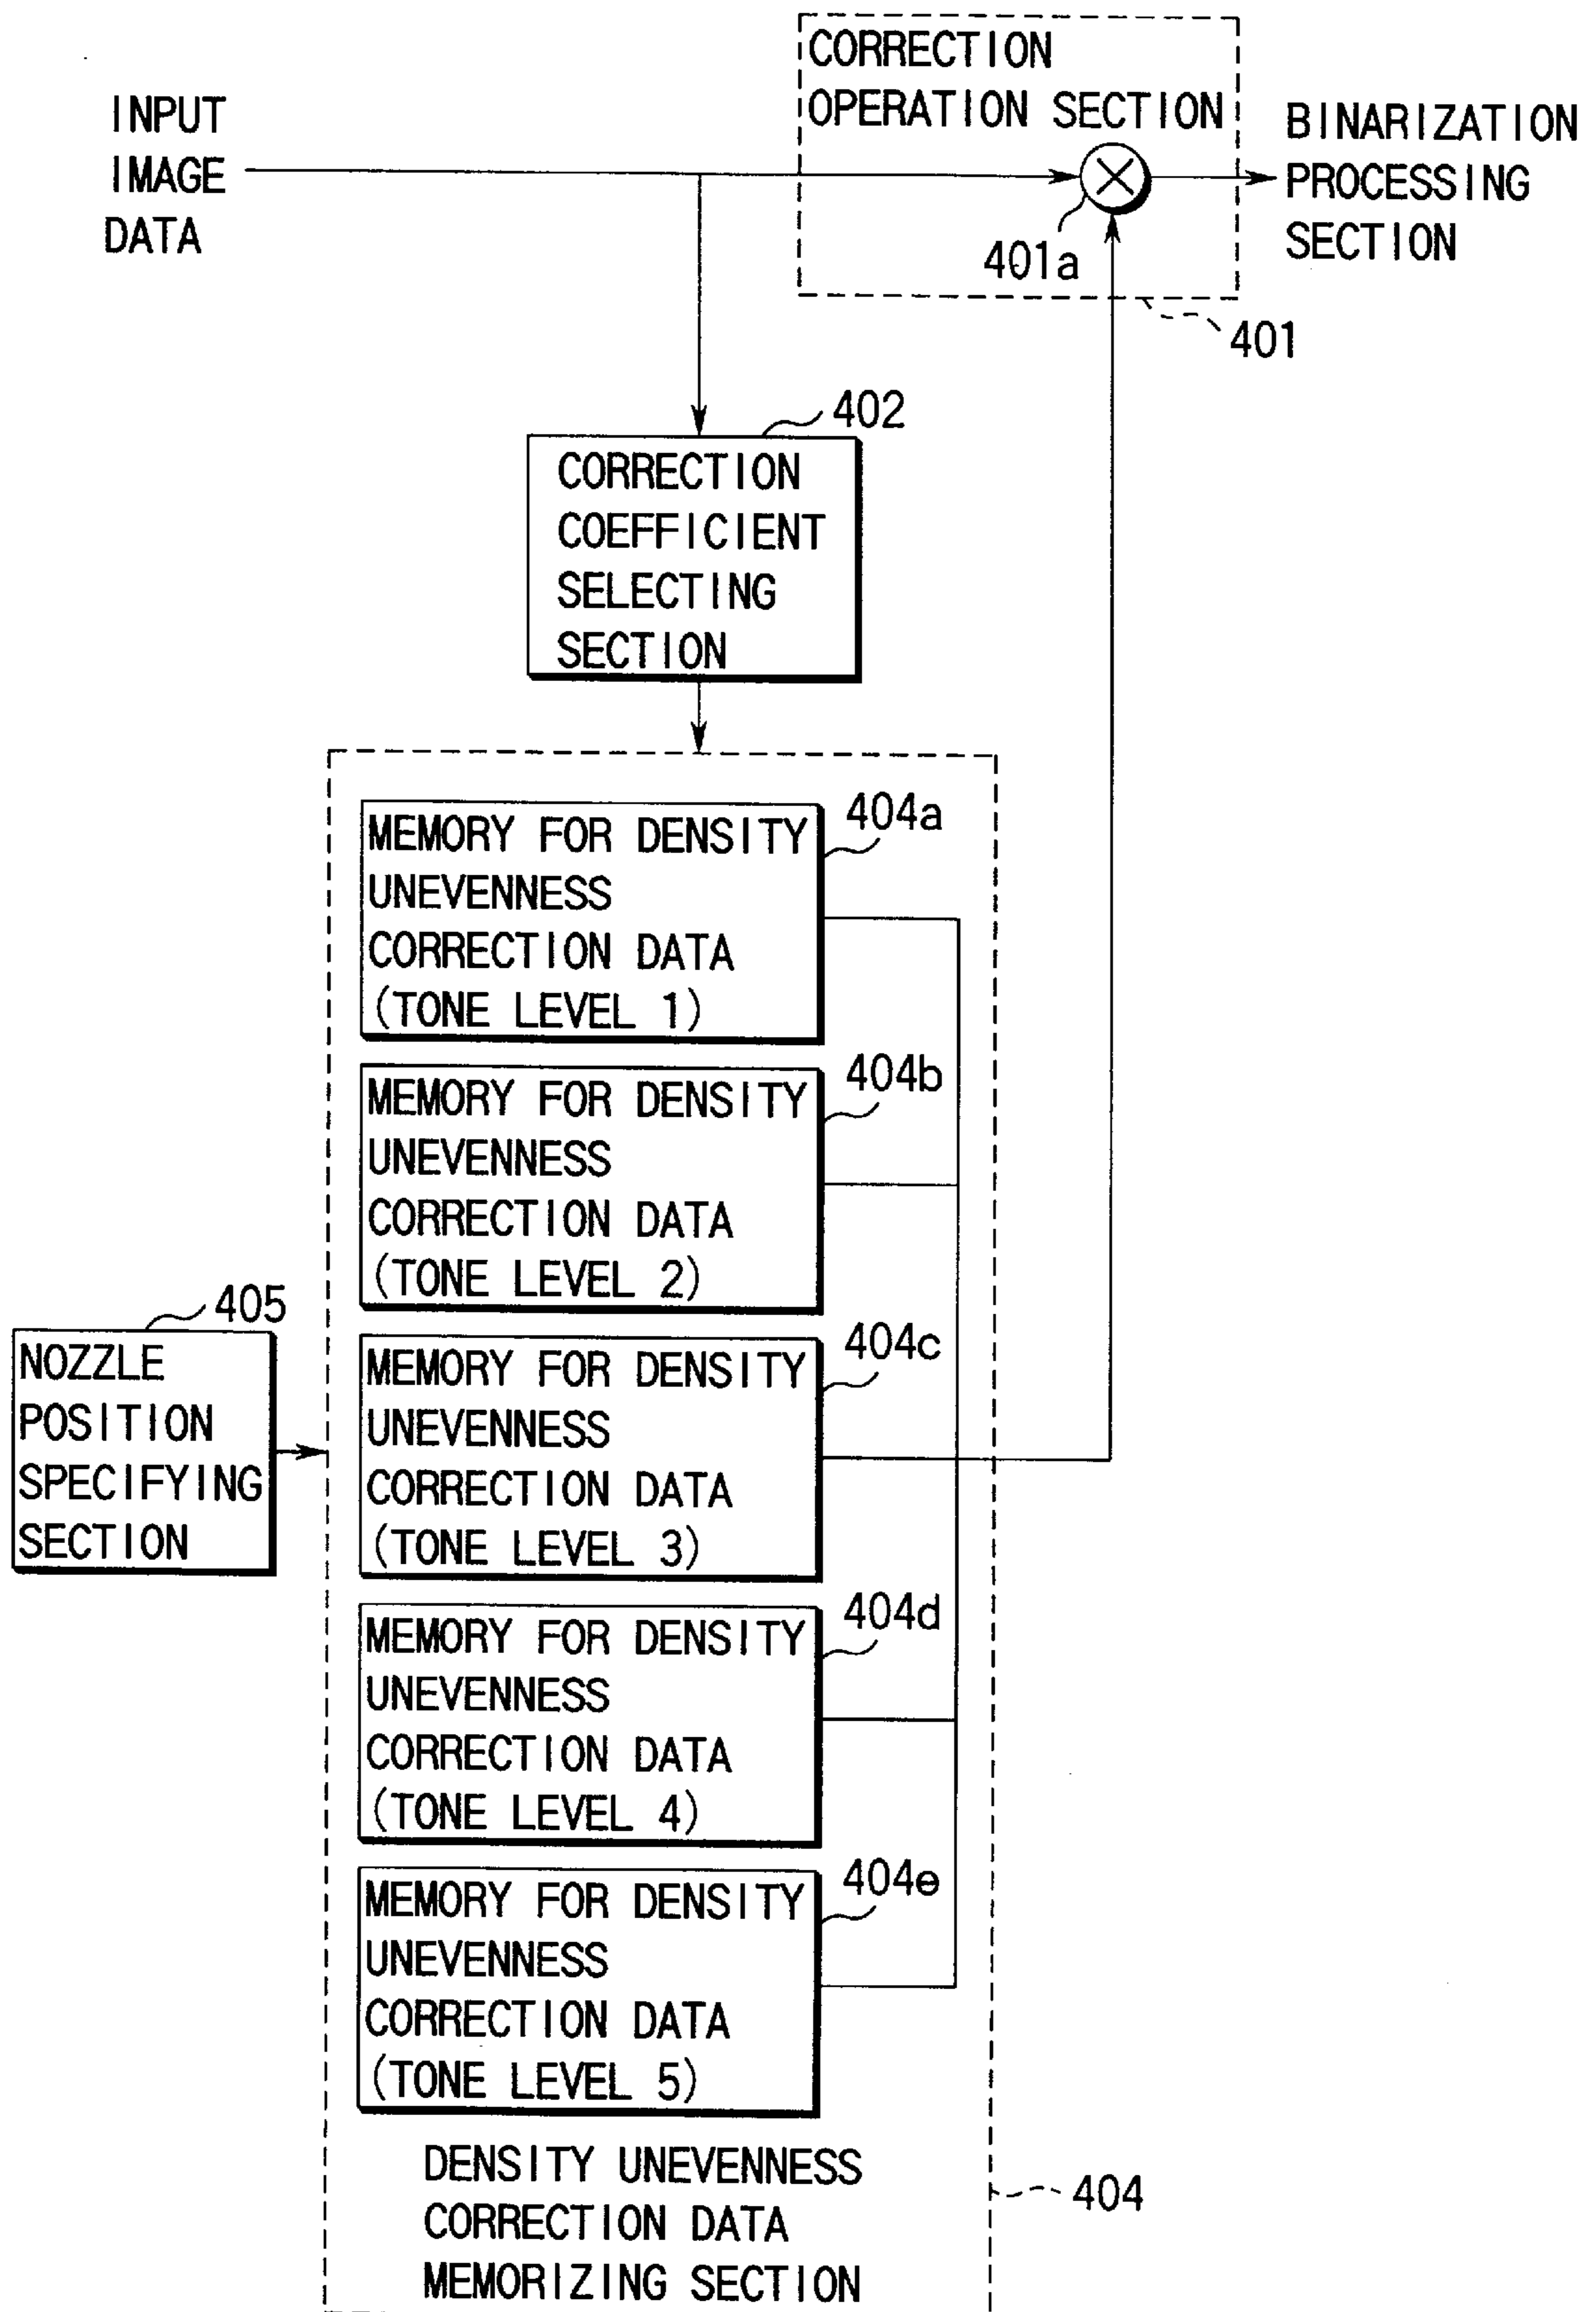 INPUT
IMAGE
DATA
CORRECTION
OPERATION SECTION
401a
401
BINARIZATION
PROCESSING
SECTION
402
CORRECTION
COEFFICIENT
SELECTING
SECTION
404a
MEMORY FOR DENSITY
UNEVENNESS
CORRECTION DATA
(TONE LEVEL 1)
404b
MEMORY FOR DENSITY
UNEVENNESS
CORRECTION DATA
(TONE LEVEL 2)
405
NOZZLE
POSITION
SPECIFYING
SECTION
404c
MEMORY FOR DENSITY
UNEVENNESS
CORRECTION DATA
(TONE LEVEL 3)
404d
MEMORY FOR DENSITY
UNEVENNESS
CORRECTION DATA
(TONE LEVEL 4)
404e
MEMORY FOR DENSITY
UNEVENNESS
CORRECTION DATA
(TONE LEVEL 5)
DENSITY UNEVENNESS
CORRECTION DATA
MEMORIZING SECTION
404